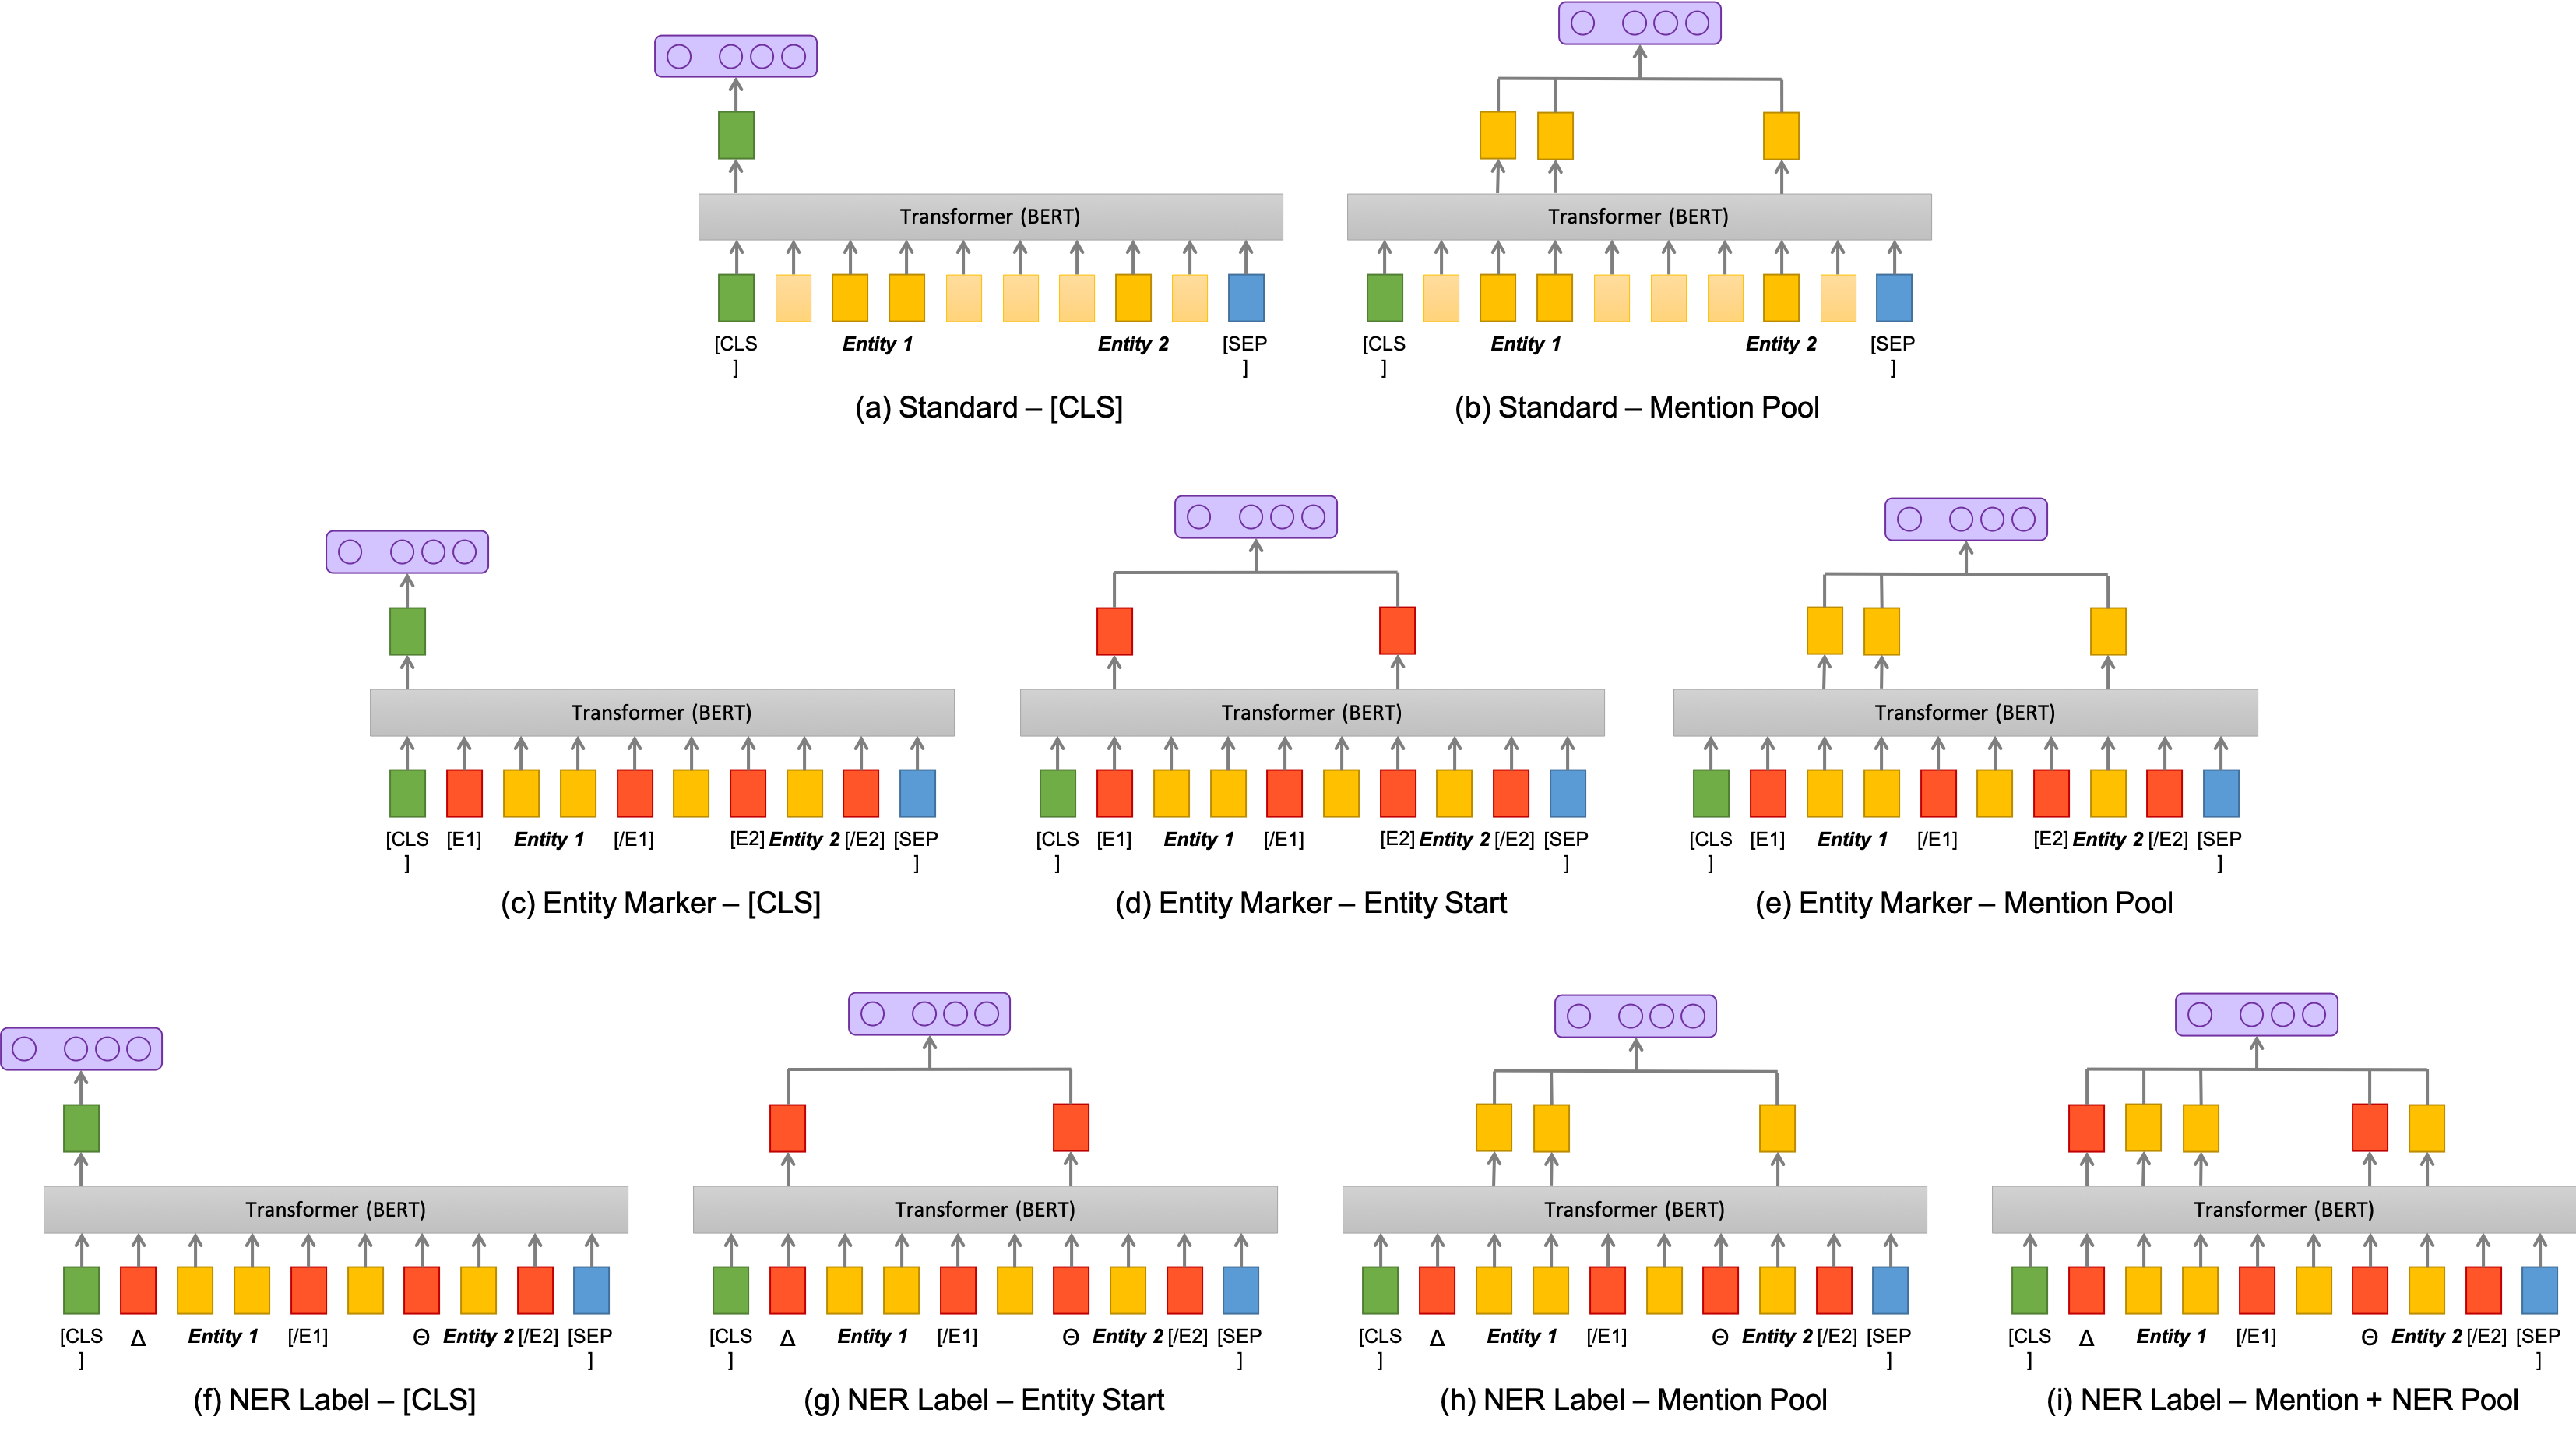 Transformer (BERT)
[CLS
]
Entity 1
Entity 2
[SEP
]
(a) Standard – [CLS]
Transformer (BERT)
[CLS
]
Entity 1
Entity 2
[SEP
]
(b) Standard – Mention Pool
Transformer (BERT)
[CLS
]
[E1]
Entity 1
[/E1]
[E2]
Entity 2
[/E2]
[SEP
]
(c) Entity Marker – [CLS]
Transformer (BERT)
[CLS
]
[E1]
Entity 1
[/E1]
[E2]
Entity 2
[/E2]
[SEP
]
(d) Entity Marker – Entity Start
Transformer (BERT)
[CLS
]
[E1]
Entity 1
[/E1]
[E2]
Entity 2
[/E2]
[SEP
]
(e) Entity Marker – Mention Pool
Transformer (BERT)
[CLS
]
Δ
Entity 1
[/E1]
Θ
Entity 2
[/E2]
[SEP
]
(f) NER Label – [CLS]
Transformer (BERT)
[CLS
]
Δ
Entity 1
[/E1]
Θ
Entity 2
[/E2]
[SEP
]
(g) NER Label – Entity Start
Transformer (BERT)
[CLS
]
Δ
Entity 1
[/E1]
Θ
Entity 2
[/E2]
[SEP
]
(h) NER Label – Mention Pool
Transformer (BERT)
[CLS
]
Δ
Entity 1
[/E1]
Θ
Entity 2
[/E2]
[SEP
]
(i) NER Label – Mention + NER Pool